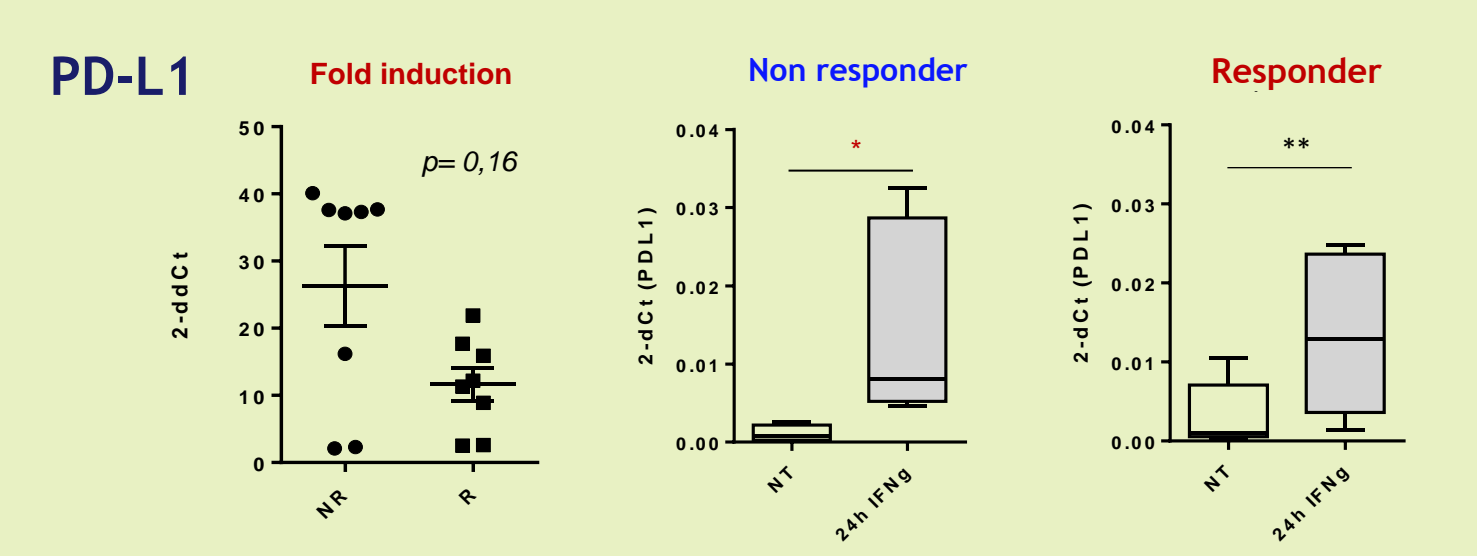 PD-L1
Fold induction
2-ddCt
50
40
30
20
10
0
p= 0,16
NR
R
Non responder
2-dCt (PDL1)
0.04
0.03
0.02
0.01
0.00
*
NT
24h IFNg
Responder
2-dCt (PDL1)
0.04
0.03
0.02
0.01
0.00
**
NT
24h IFNg